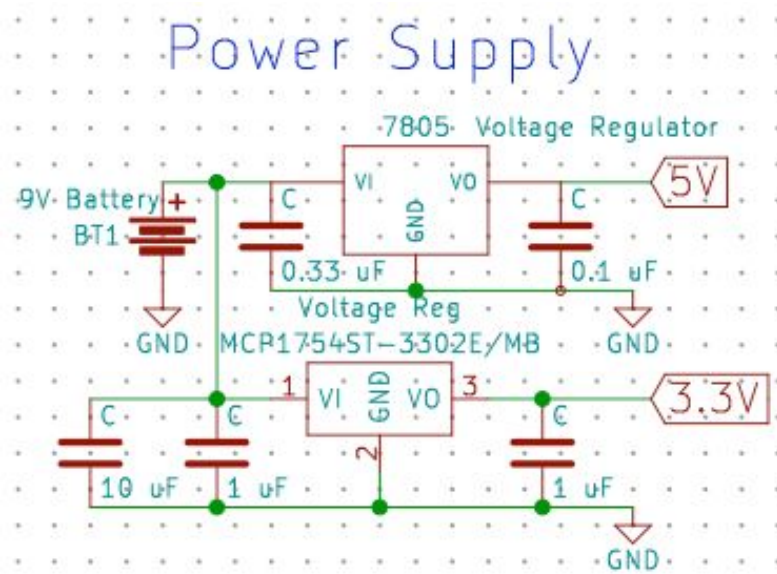 Power Supply
7805 Voltage Regulator
9V Battery +
BT1
C
VI
VO
GND
C
5V
0.33 uF
0.1 uF
GND
Voltage Reg
MCP1754ST-3302E/MB
GND
C
C
1
VI
GND
VO
3
C
3.3V
2
10 uF
1 uF
1 uF
GND